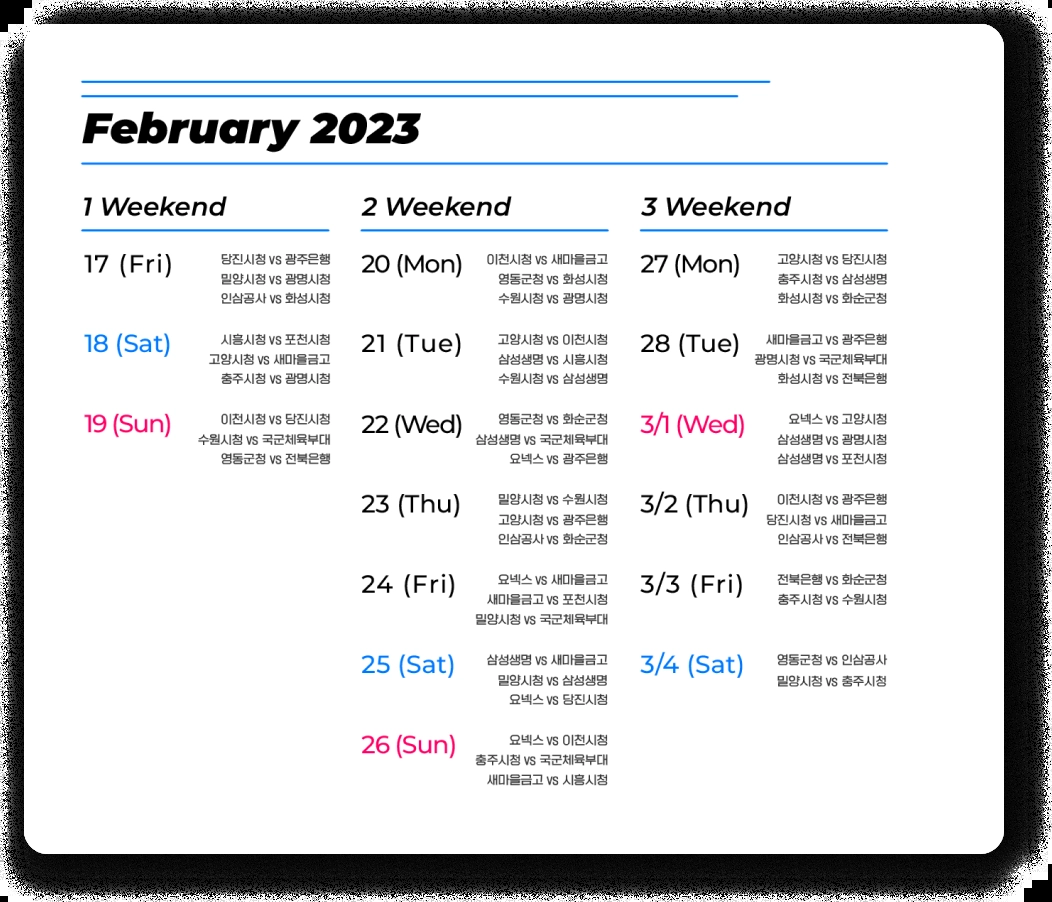 February 2023
1 Weekend
17 (Fri)
당진시청 vs 광주은행
밀양시청 vs 광명시청
인삼공사 vs 화성시청
18 (Sat)
시흥시청 vs 포천시청
고양시청 vs 새마을금고
충주시청 vs 광명시청
19 (Sun)
이천시청 vs 당진시청
수원시청 vs 국군체육부대
영동군청 vs 전북은행
2 Weekend
20 (Mon)
이천시청 vs 새마을금고
영동군청 vs 화성시청
수원시청 vs 광명시청
21 (Tue)
고양시청 vs 이천시청
삼성생명 vs 시흥시청
수원시청 vs 삼성생명
22 (Wed)
영동군청 vs 화순군청
삼성생명 vs 국군체육부대
요넥스 vs 광주은행
23 (Thu)
밀양시청 vs 수원시청
고양시청 vs 광주은행
인삼공사 vs 화순군청
24 (Fri)
요넥스 vs 새마을금고
새마을금고 vs 포천시청
밀양시청 vs 국군체육부대
25 (Sat)
삼성생명 vs 새마을금고
밀양시청 vs 삼성생명
요넥스 vs 당진시청
26 (Sun)
요넥스 vs 이천시청
충주시청 vs 국군체육부대
새마을금고 vs 시흥시청
3 Weekend
27 (Mon)
고양시청 vs 당진시청
충주시청 vs 삼성생명
화성시청 vs 화순군청
28 (Tue)
새마을금고 vs 광주은행
광명시청 vs 국군체육부대
화성시청 vs 전북은행
3/1 (Wed)
요넥스 vs 고양시청
삼성생명 vs 광명시청
삼성생명 vs 포천시청
3/2 (Thu)
이천시청 vs 광주은행
당진시청 vs 새마을금고
인삼공사 vs 전북은행
3/3 (Fri)
전북은행 vs 화순군청
충주시청 vs 수원시청
3/4 (Sat)
영동군청 vs 인삼공사
밀양시청 vs 충주시청